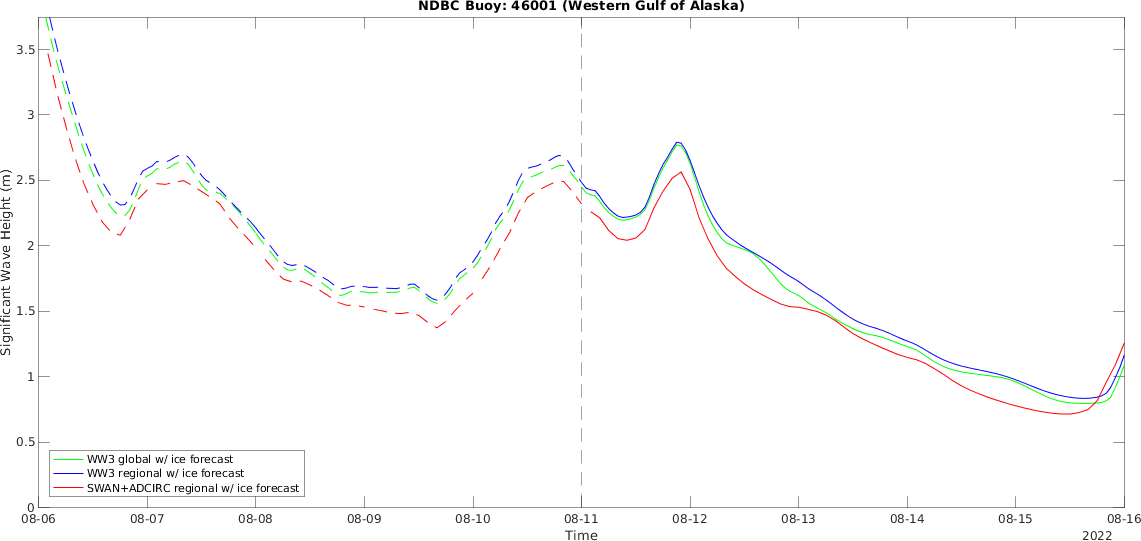 NDBC Buoy: 46001 (Western Gulf of Alaska)
3.5
3
2.5
2
1.5
1
0.5
0
Significant Wave Height (m)
WW3 global w/ ice forecast
WW3 regional w/ ice forecast
SWAN+ADCIRC regional w/ ice forecast
08-06 08-07 08-08 08-09 08-10 08-11 08-12 08-13 08-14 08-15 08-16
Time
2022